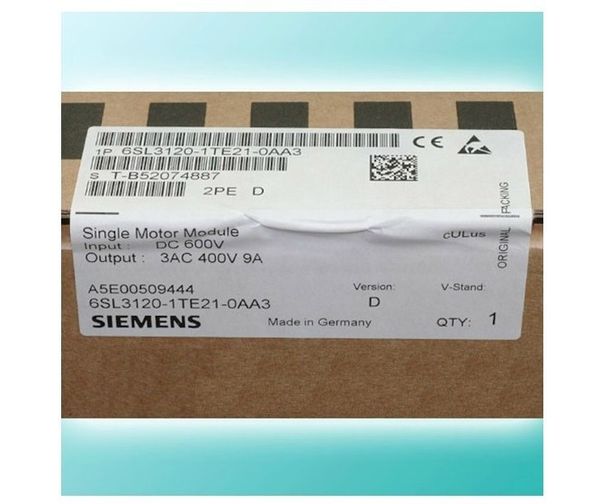 1P 6SL3120-1TE21-0AA3
S T-B52074887
2PE D
Single Motor Module
Input : DC 600V
Output : 3AC 400V 9A
cULus
ORIGINAL PACKING
A5E00509444
6SL3120-1TE21-0AA3
Version:
D
V-Stand:
SIEMENS
Made in Germany
QTY: 1
CE